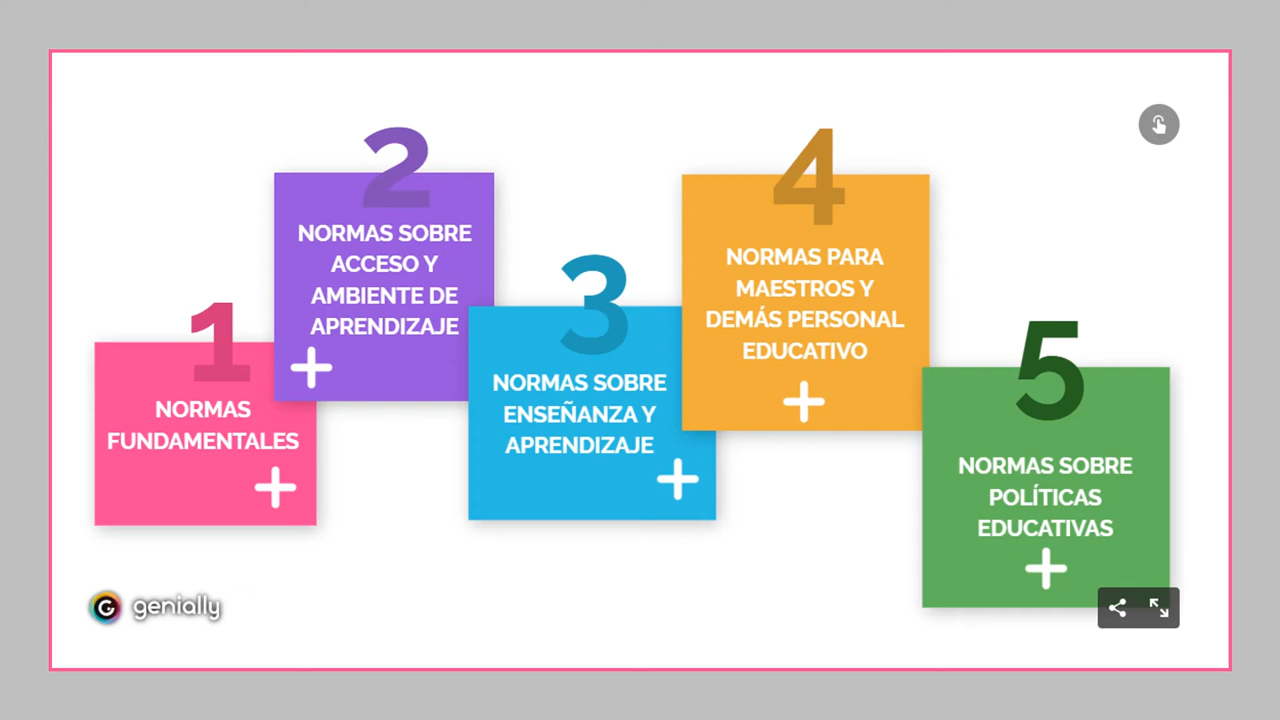 1
NORMAS
FUNDAMENTALES
2
NORMAS SOBRE
ACCESO Y
AMBIENTE DE
APRENDIZAJE
3
NORMAS SOBRE
ENSEÑANZA Y
APRENDIZAJE
4
NORMAS PARA
MAESTROS Y
DEMÁS PERSONAL
EDUCATIVO
5
NORMAS SOBRE
POLÍTICAS
EDUCATIVAS
genially